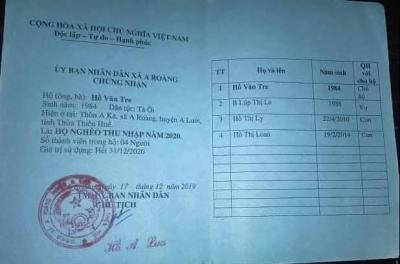 CỘNG HÒA XÃ HỘI CHỦ NGHĨA VIỆT NAM
Độc lập – Tự do – Hạnh phúc
ỦY BAN NHÂN DÂN XÃ A ROÀNG
CHỨNG NHẬN
Hộ (ông, bà): Hồ Văn Tre
Sinh năm: 1984 Dân tộc: Tà Ôi
Hiện ở tại: Thôn A Ka, xã A Roàng, huyện A Lưới,
tỉnh Thừa Thiên Huế
Là: HỘ NGHÈO THU NHẬP NĂM 2020.
Số thành viên trong hộ: 04 Người
Giá trị sử dụng: Hết 31/12/2020
ngày 17 tháng 12 năm 2019
ỦY BAN NHÂN DÂN
CHỦ TỊCH
Hồ A
TT Họ và tên Năm sinh QH với chủ hộ
1 Hồ Văn Tre 1984 Chủ hộ
2 B Lúp Thị Le Vợ
3 Hồ Thị Ly 22/4/2010 Con
4 Hồ Thị Loan 19/2/2014 Con